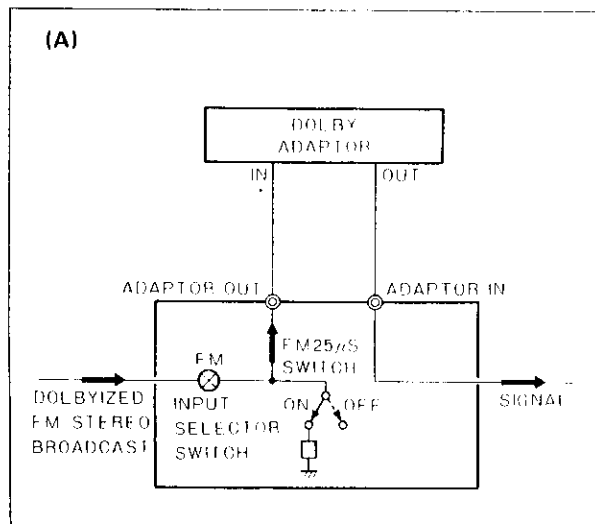 (A)
DOLBY
ADAPTOR
IN
OUT
ADAPTOR OUT
ADAPTOR IN
FM
FM25μS
SWITCH
DOLBYIZED
FM STEREO
BROADCAST
INPUT
SELECTOR
SWITCH
ON
OFF
SIGNAL